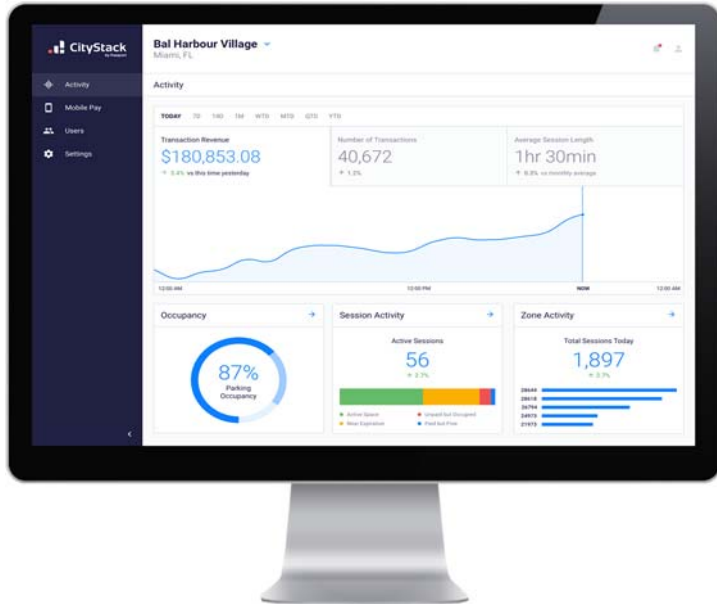 CityStack
by Passport
Bal Harbour Village
Miami, FL
Activity
Mobile Pay
Users
Settings
Activity
TODAY 7D 14D 1M WTD MTD QTD YTD
Transaction Revenue
$180,853.08
vs this time yesterday
Number of Transactions
40,672
1.2%
Average Session Length
1hr 30min
vs monthly average
12:00 AM
12:00 PM
NOW
12:00 AM
Occupancy
87%
Parking
Occupancy
Session Activity
Active Sessions
56
3.2%
Active Space
Unpaid but Occupied
Near Expiration
Paid but Free
Zone Activity
Total Sessions Today
1,897
3.7%
28649
28618
26794
24973
21973